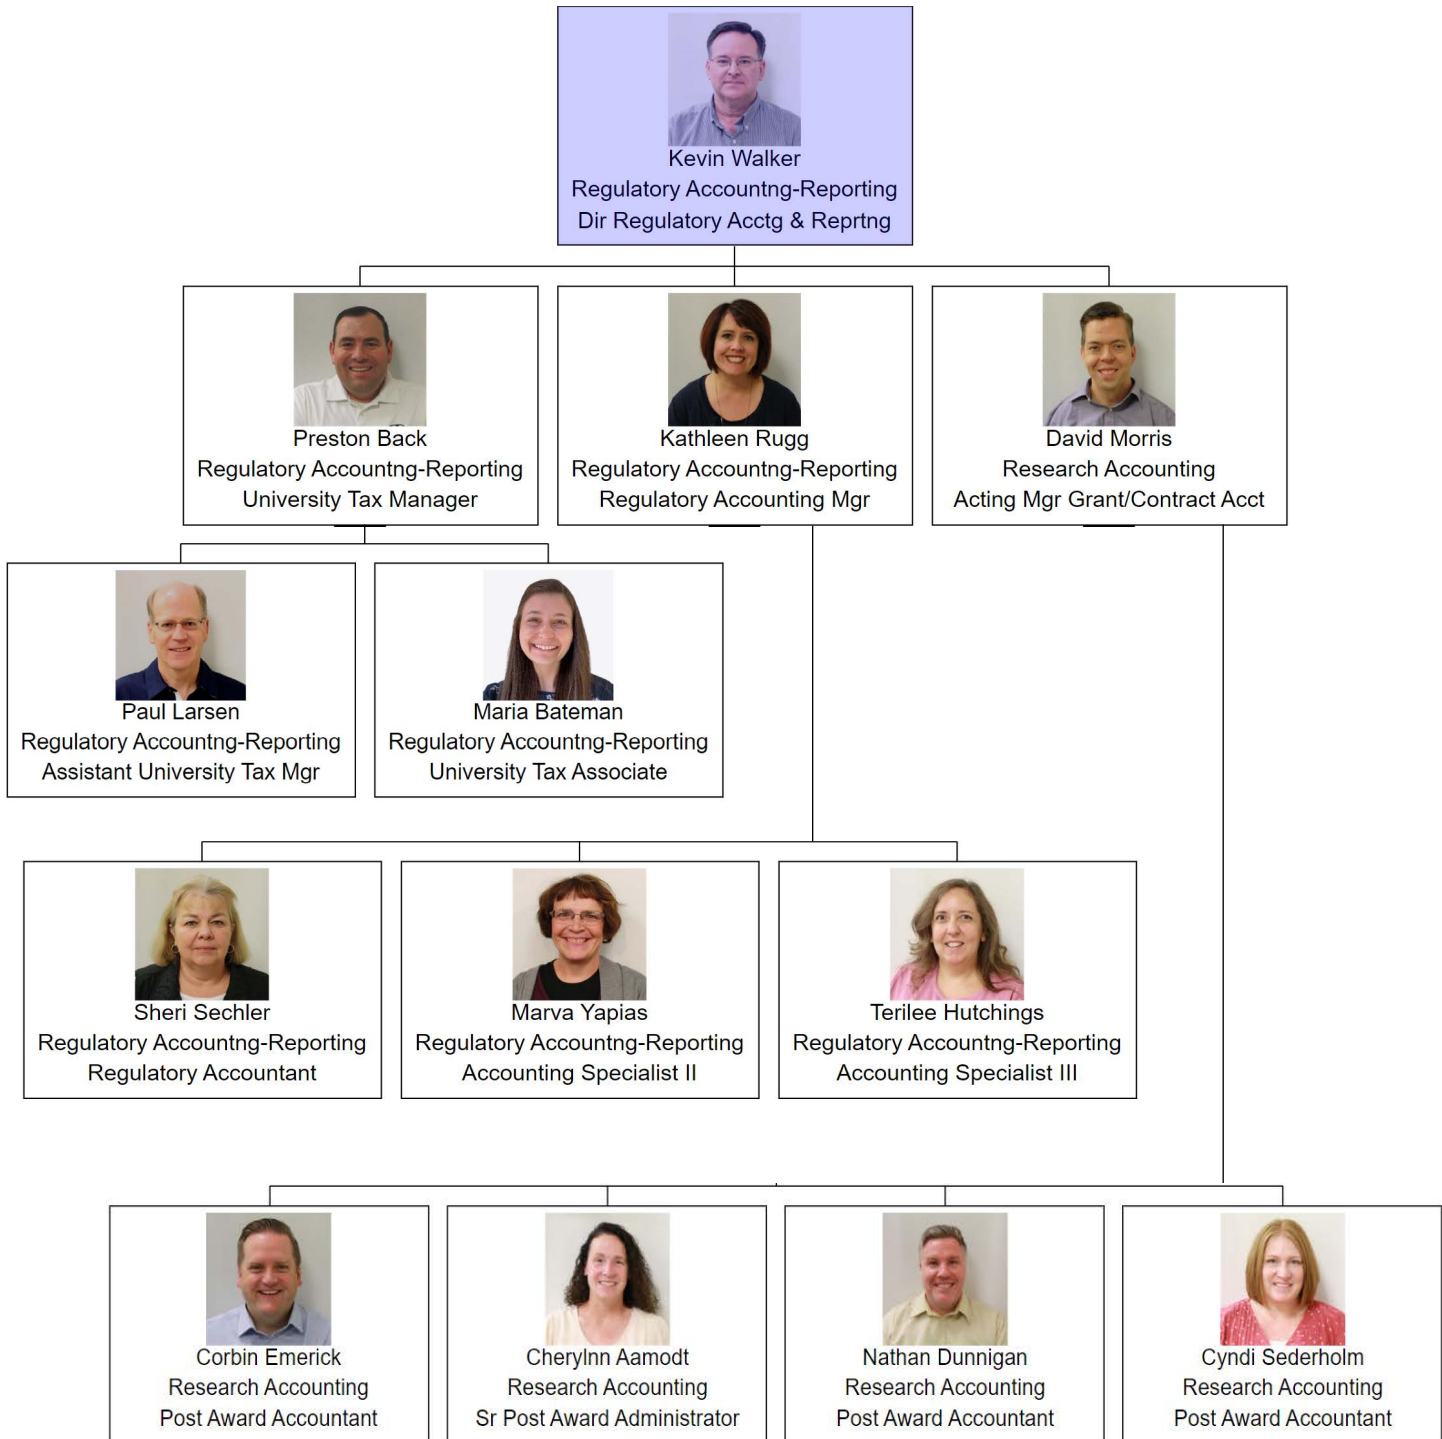 Kevin Walker
Regulatory Accountng-Reporting
Dir Regulatory Acctg & Reprtng
Preston Back
Regulatory Accountng-Reporting
University Tax Manager
Kathleen Rugg
Regulatory Accountng-Reporting
Regulatory Accounting Mgr
David Morris
Research Accounting
Acting Mgr Grant/Contract Acct
Paul Larsen
Regulatory Accountng-Reporting
Assistant University Tax Mgr
Maria Bateman
Regulatory Accountng-Reporting
University Tax Associate
Sheri Sechler
Regulatory Accountng-Reporting
Regulatory Accountant
Marva Yapias
Regulatory Accountng-Reporting
Accounting Specialist II
Terilee Hutchings
Regulatory Accountng-Reporting
Accounting Specialist III
Corbin Emerick
Research Accounting
Post Award Accountant
Cherylnn Aamodt
Research Accounting
Sr Post Award Administrator
Nathan Dunnigan
Research Accounting
Post Award Accountant
Cyndi Sederholm
Research Accounting
Post Award Accountant